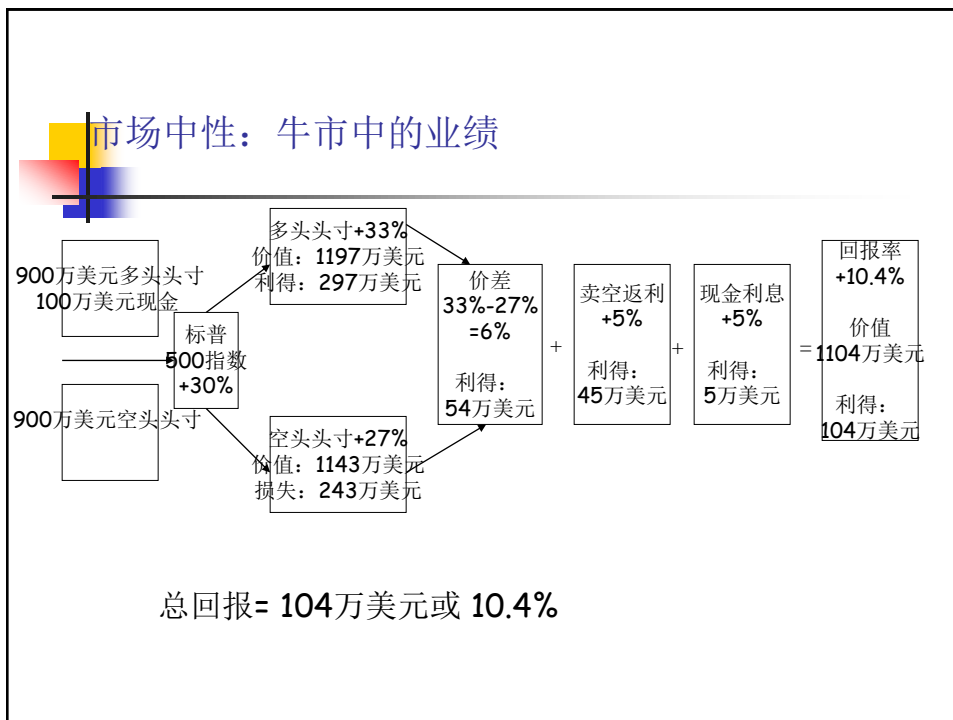 市场中性：牛市中的业绩
900万美元多头头寸
100万美元现金
900万美元空头头寸
标普
500指数
+30%
多头头寸+33%
价值：1197万美元
利得：297万美元
空头头寸+27%
价值：1143万美元
损失：243万美元
价差
33%-27%
=6%
利得：
54万美元
+
卖空返利
+5%
利得：
45万美元
+
现金利息
+5%
利得：
5万美元
=
回报率
+10.4%
价值
1104万美元
利得：
104万美元
总回报= 104万美元或 10.4%